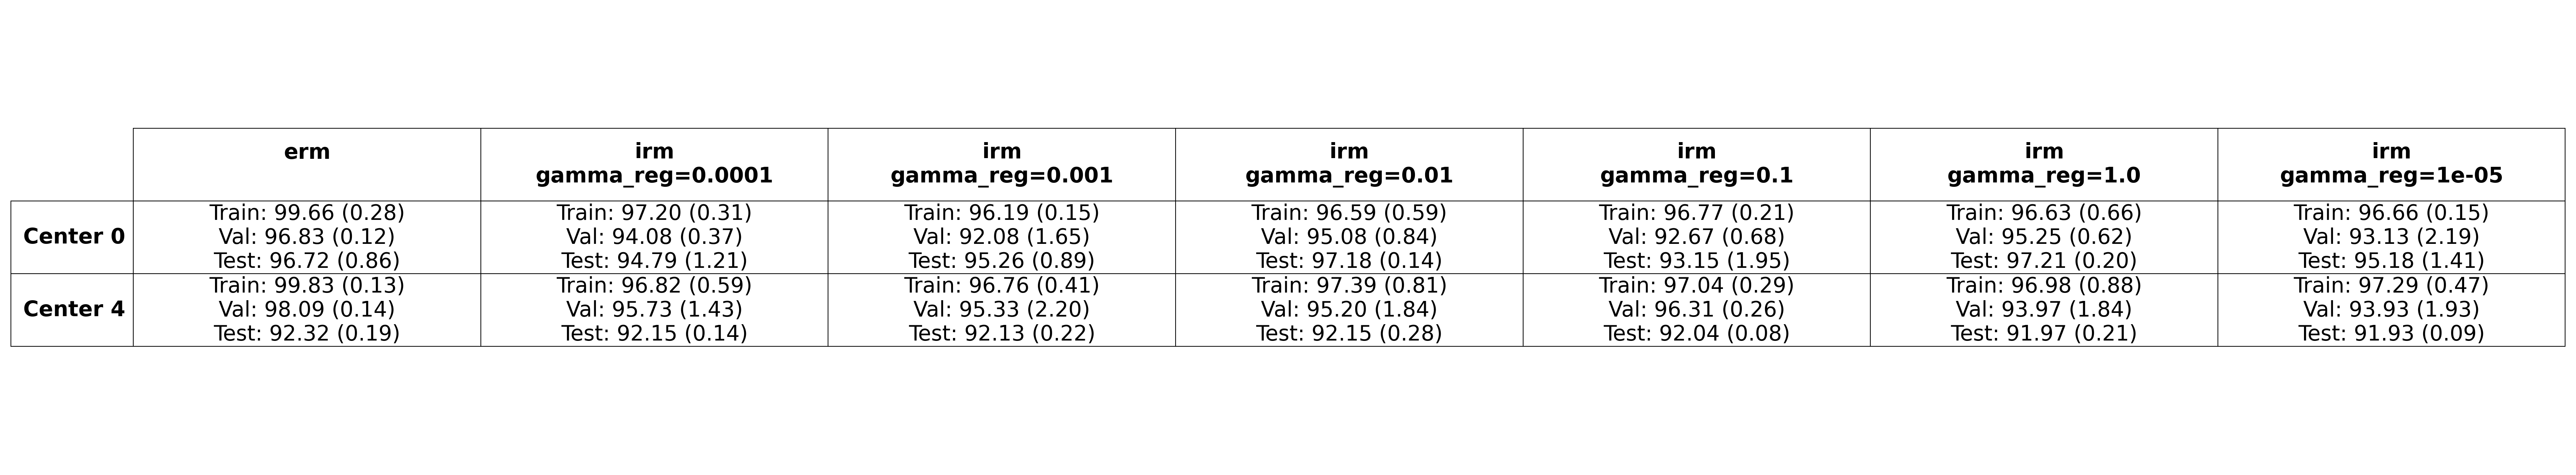 erm
irm
gamma_reg=0.0001
irm
gamma_reg=0.001
irm
gamma_reg=0.01
irm
gamma_reg=0.1
irm
gamma_reg=1.0
irm
gamma_reg=1e-05
Center 0
Train: 99.66 (0.28)
Val: 96.83 (0.12)
Test: 96.72 (0.86)
Train: 97.20 (0.31)
Val: 94.08 (0.37)
Test: 94.79 (1.21)
Train: 96.19 (0.15)
Val: 92.08 (1.65)
Test: 95.26 (0.89)
Train: 96.59 (0.59)
Val: 95.08 (0.84)
Test: 97.18 (0.14)
Train: 96.77 (0.21)
Val: 92.67 (0.68)
Test: 93.15 (1.95)
Train: 96.63 (0.66)
Val: 95.25 (0.62)
Test: 97.21 (0.20)
Train: 96.66 (0.15)
Val: 93.13 (2.19)
Test: 95.18 (1.41)
Center 4
Train: 99.83 (0.13)
Val: 98.09 (0.14)
Test: 92.32 (0.19)
Train: 96.82 (0.59)
Val: 95.73 (1.43)
Test: 92.15 (0.14)
Train: 96.76 (0.41)
Val: 95.33 (2.20)
Test: 92.13 (0.22)
Train: 97.39 (0.81)
Val: 95.20 (1.84)
Test: 92.15 (0.28)
Train: 97.04 (0.29)
Val: 96.31 (0.26)
Test: 92.04 (0.08)
Train: 96.98 (0.88)
Val: 93.97 (1.84)
Test: 91.97 (0.21)
Train: 97.29 (0.47)
Val: 93.93 (1.93)
Test: 91.93 (0.09)